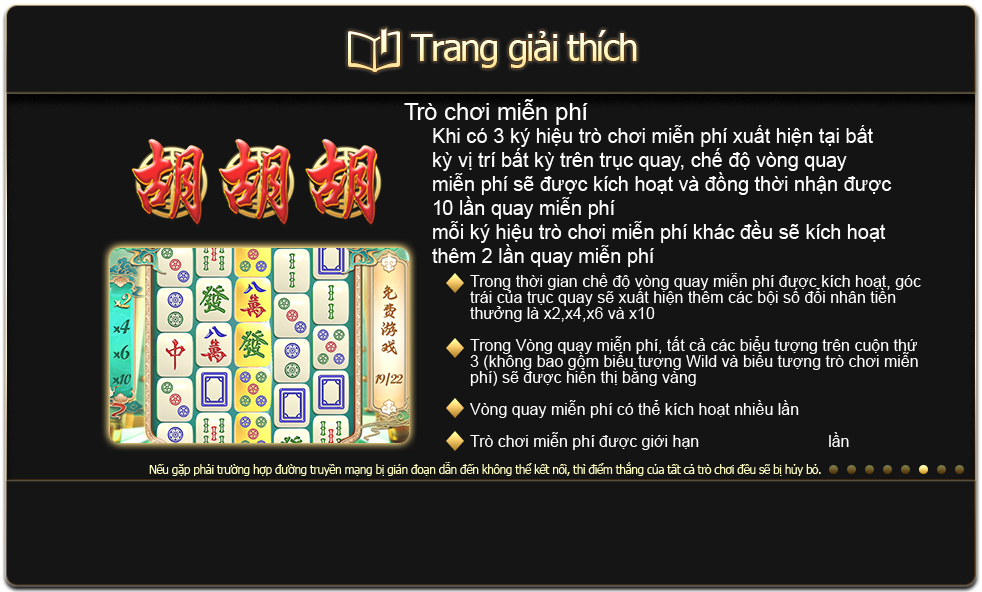 Trang giải thích
Trò chơi miễn phí
Khi có 3 ký hiệu trò chơi miễn phí xuất hiện tại bất
kỳ vị trí bất kỳ trên trục quay, chế độ vòng quay
miễn phí sẽ được kích hoạt và đồng thời nhận được
10 lần quay miễn phí
mỗi ký hiệu trò chơi miễn phí khác đều sẽ kích hoạt
thêm 2 lần quay miễn phí
胡 胡 胡
x2
x4
x6
x10
發 八萬
中 八萬 發
免费游戏
19/22
Trong thời gian chế độ vòng quay miễn phí được kích hoạt, góc
trái của trục quay sẽ xuất hiện thêm các bội số đổi nhân tiền
thưởng là x2,x4,x6 và x10
Trong Vòng quay miễn phí, tất cả các biểu tượng trên cuộn thứ
3 (không bao gồm biểu tượng Wild và biểu tượng trò chơi miễn
phí) sẽ được hiển thị bằng vàng
Vòng quay miễn phí có thể kích hoạt nhiều lần
Trò chơi miễn phí được giới hạn lần
Nếu gặp phải trường hợp đường truyền mạng bị gián đoạn dẫn đến không thể kết nối, thì điểm thắng của tất cả trò chơi đều sẽ bị hủy bỏ.